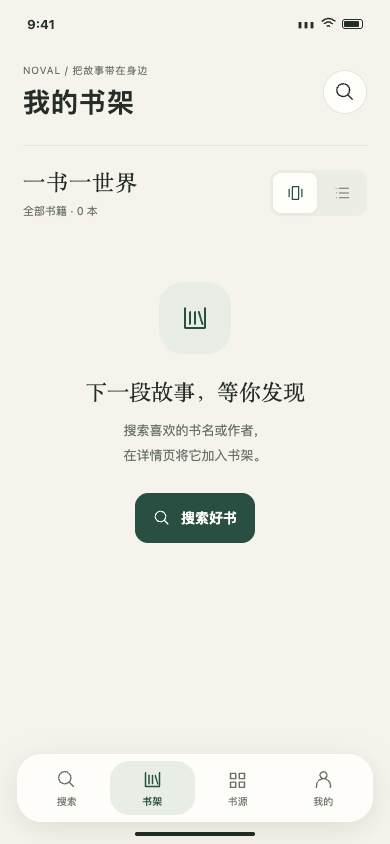 9:41
NOVAL / 把故事带在身边
我的书架
一书一世界
全部书籍 · 0 本
下一段故事，等你发现
搜索喜欢的书名或作者，
在详情页将它加入书架。
搜索好书
搜索
书架
书源
我的